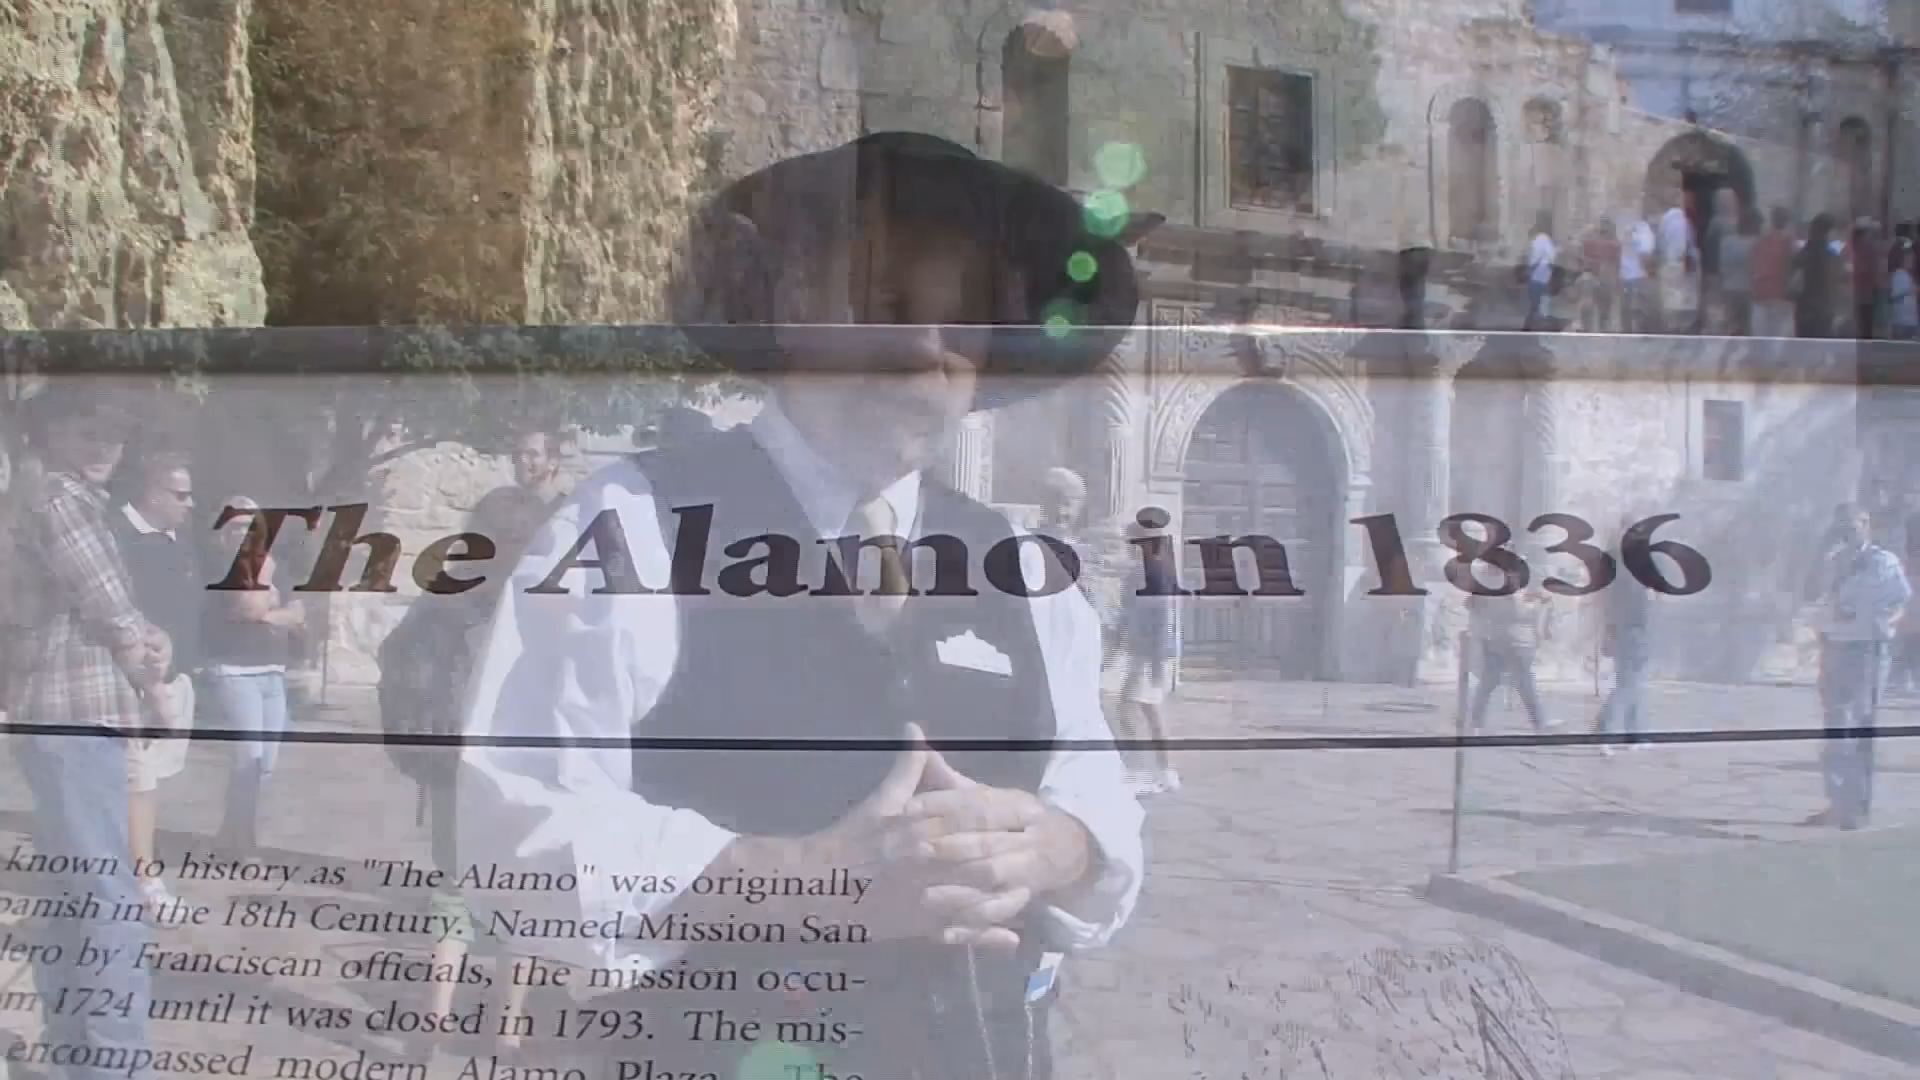 The Alamo in 1836
known to history as "The Alamo" was originally
panish in the 18th Century. Named Mission San
lero by Franciscan officials, the mission occu-
m 1724 until it was closed in 1793. The mis-
encompassed modern Alamo Plaza. The